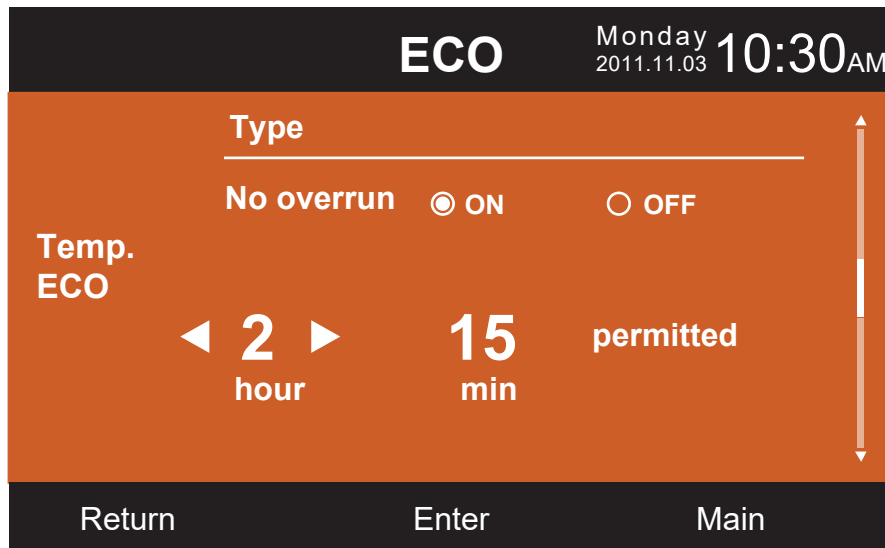 ECO
Monday
2011.11.03
10:30AM
Type
No overrun ON OFF
Temp.
ECO
2 15 permitted
hour min
Return Enter Main